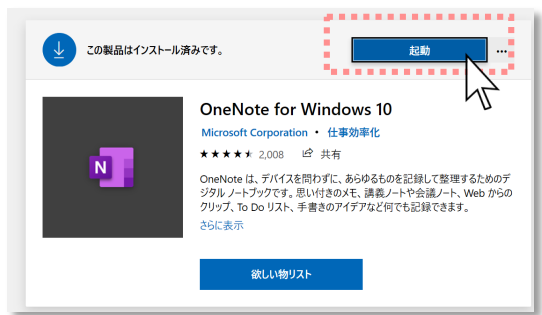 この製品はインストール済みです。
起動
...
OneNote for Windows 10
Microsoft Corporation • 仕事効率化
★★★★★ 2,008 共有
OneNote は、デバイスを問わずに、あらゆるものを記録して整理するためのデ
ジタル ノートブックです。思い付きのメモ、講義ノートや会議ノート、Web からの
クリップ、To Do リスト、手書きのアイデアなど何でも記録できます。
さらに表示
N
欲しい物リスト